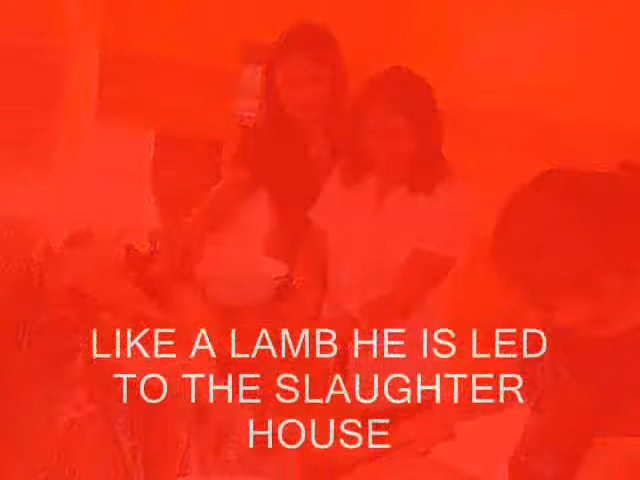 LIKE A LAMB HE IS LED
TO THE SLAUGHTER
HOUSE